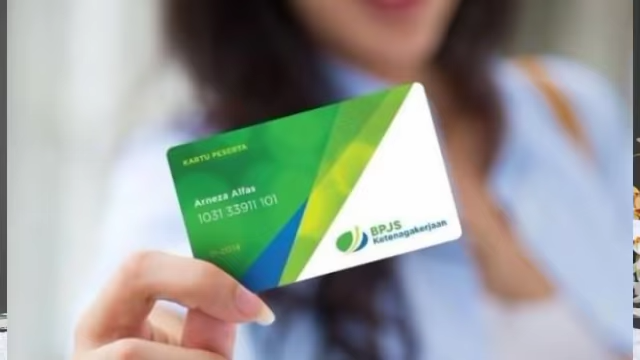 KARTU PESERTA
Arneza Alfas
1031 33911 101
BPJS
Ketenagakerjaan